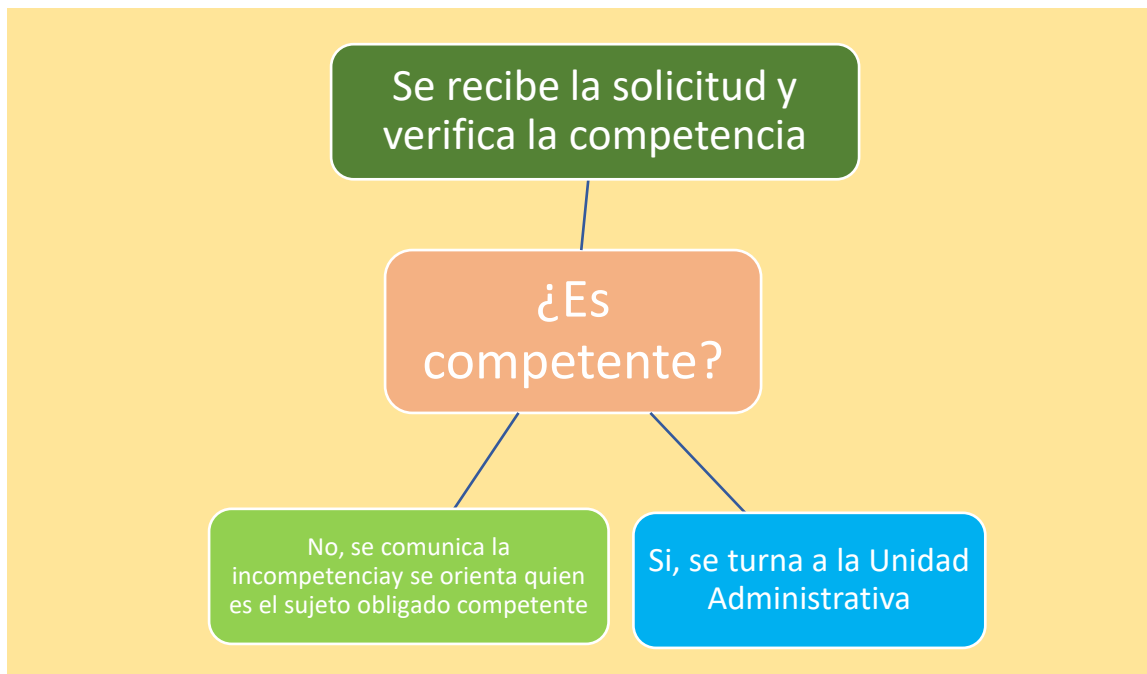 Se recibe la solicitud y
verifica la competencia
¿Es
competente?
No, se comunica la
incompetenciay se orienta quien
es el sujeto obligado competente
Si, se turna a la Unidad
Administrativa